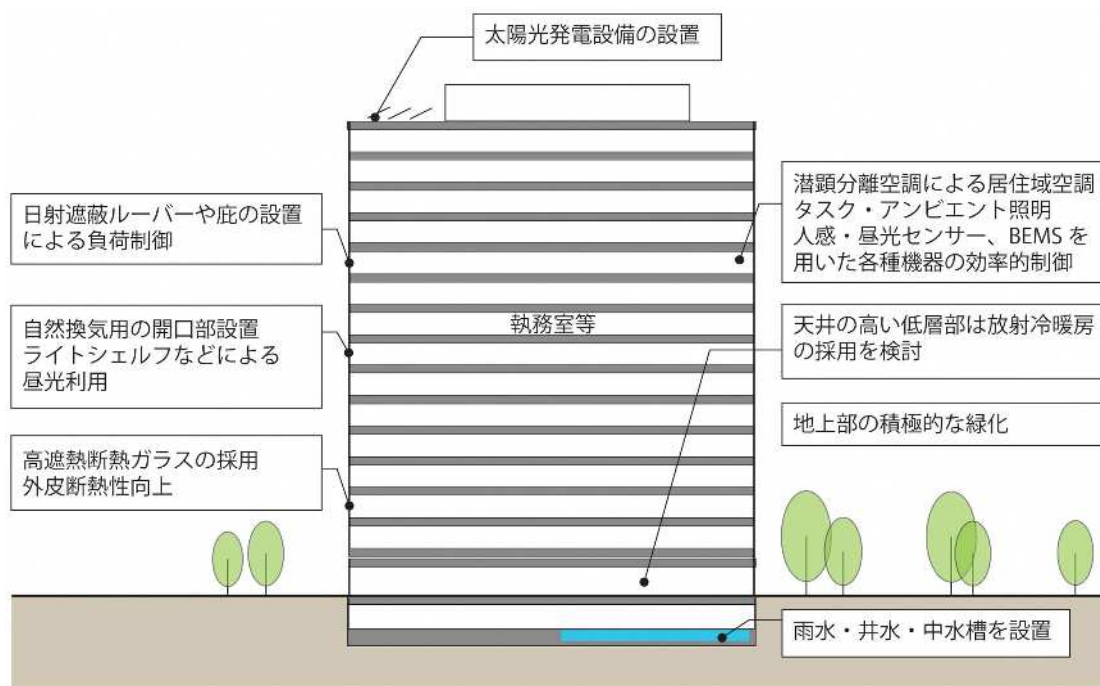 太陽光発電設備の設置
日射遮蔽ルーバーや庇の設置
による負荷制御
自然換気用の開口部設置
ライトシェルフなどによる
昼光利用
高遮熱断熱ガラスの採用
外皮断熱性向上
執務室等
潜顕分離空調による居住域空調
タスク・アンビエント照明
人感・昼光センサー、BEMS を
用いた各種機器の効率的制御
天井の高い低層部は放射冷暖房
の採用を検討
地上部の積極的な緑化
雨水・井水・中水槽を設置